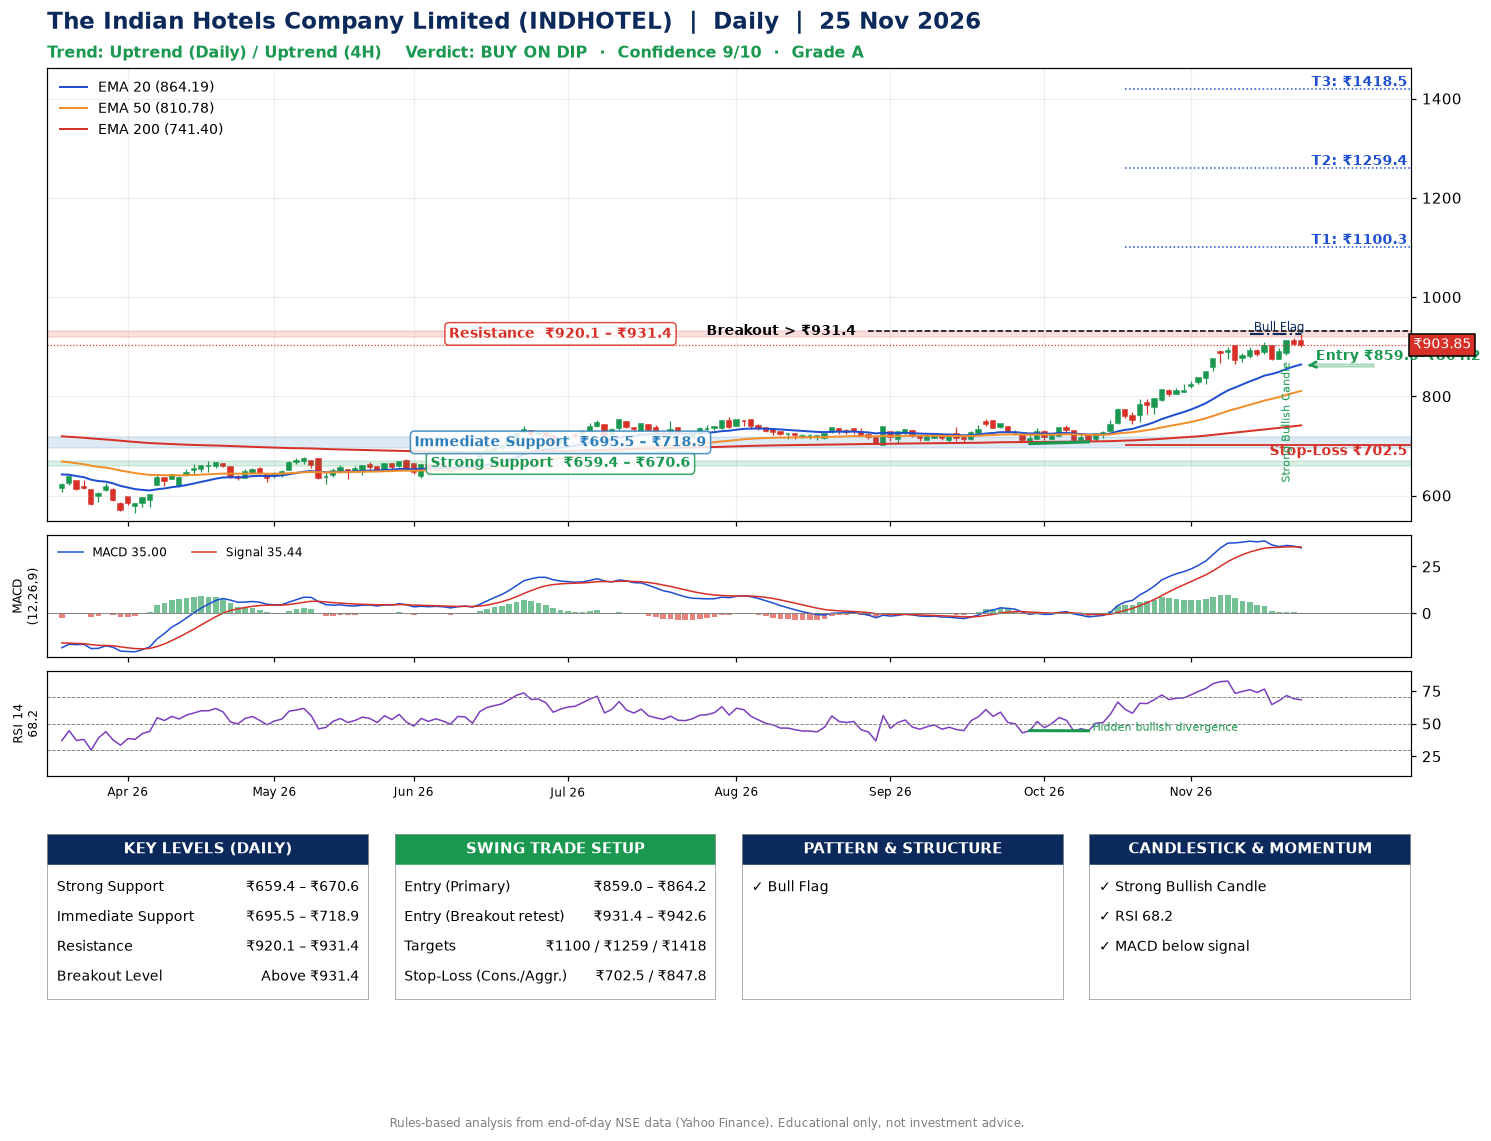 The Indian Hotels Company Limited (INDHOTEL) | Daily | 25 Nov 2026
Trend: Uptrend (Daily) / Uptrend (4H) Verdict: BUY ON DIP · Confidence 9/10 · Grade A
EMA 20 (864.19)
EMA 50 (810.78)
EMA 200 (741.40)
T3: ₹1418.5
T2: ₹1259.4
T1: ₹1100.3
1400
1200
1000
800
600
Resistance ₹920.1 – ₹931.4
Breakout > ₹931.4
Bull Flag
₹903.85
Entry ₹859.
Strong Bullish Candle
Immediate Support ₹695.5 – ₹718.9
Strong Support ₹659.4 – ₹670.6
Stop-Loss ₹702.5
MACD
(12,26,9)
MACD 35.00
Signal 35.44
25
0
RSI 14
68.2
Hidden bullish divergence
75
50
25
Apr 26
May 26
Jun 26
Jul 26
Aug 26
Sep 26
Oct 26
Nov 26
KEY LEVELS (DAILY)
Strong Support ₹659.4 – ₹670.6
Immediate Support ₹695.5 – ₹718.9
Resistance ₹920.1 – ₹931.4
Breakout Level Above ₹931.4
SWING TRADE SETUP
Entry (Primary) ₹859.0 – ₹864.2
Entry (Breakout retest) ₹931.4 – ₹942.6
Targets ₹1100 / ₹1259 / ₹1418
Stop-Loss (Cons./Aggr.) ₹702.5 / ₹847.8
PATTERN & STRUCTURE
✓ Bull Flag
CANDLESTICK & MOMENTUM
✓ Strong Bullish Candle
✓ RSI 68.2
✓ MACD below signal
Rules-based analysis from end-of-day NSE data (Yahoo Finance). Educational only, not investment advice.